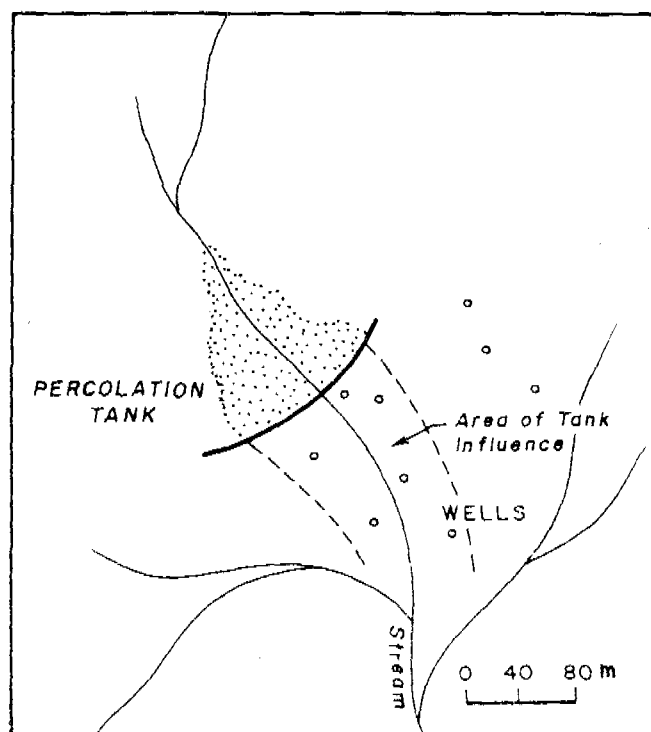 PERCOLATION
TANK
Area of Tank
Influence
WELLS
Stream
0 40 80 m